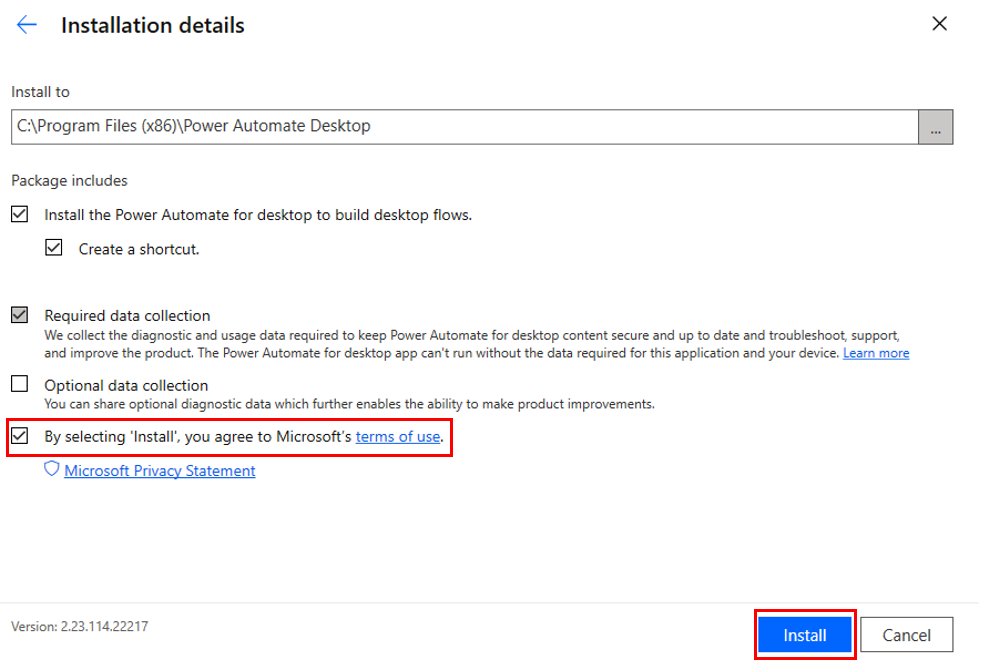 Installation details
Install to
C:\Program Files (x86)\Power Automate Desktop
...
Package includes
Install the Power Automate for desktop to build desktop flows.
Create a shortcut.
Required data collection
We collect the diagnostic and usage data required to keep Power Automate for desktop content secure and up to date and troubleshoot, support,
and improve the product. The Power Automate for desktop app can't run without the data required for this application and your device. Learn more
Optional data collection
You can share optional diagnostic data which further enables the ability to make product improvements.
By selecting 'Install', you agree to Microsoft's terms of use.
Microsoft Privacy Statement
Version: 2.23.114.22217
Install
Cancel